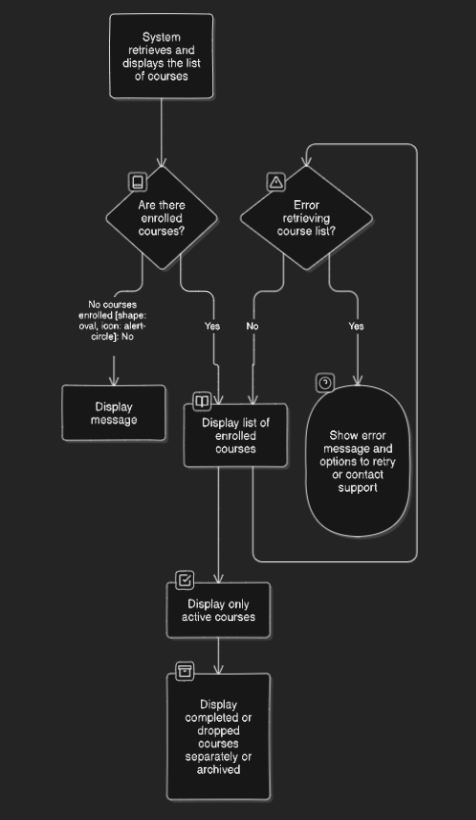 System
retrieves and
displays the list
of courses
Are there
enrolled
courses?
Error
retrieving
course list?
No courses
enrolled [shape:
oval, icon: alert-
circle]: No
Yes
No
Yes
Display
message
Display list of
enrolled
courses
Show error
message and
options to retry
or contact
support
Display only
active courses
Display
completed or
dropped
courses
separately or
archived